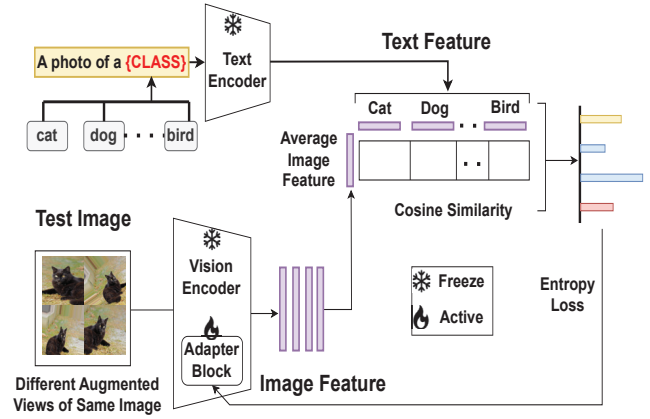 A photo of a {CLASS}
Text
Encoder
Text Feature
cat
dog
bird
Cat
Dog
Bird
Average
Image
Feature
Cosine Similarity
Test Image
Vision
Encoder
Adapter
Block
Freeze
Active
Entropy
Loss
Different Augmented
Views of Same Image
Image Feature